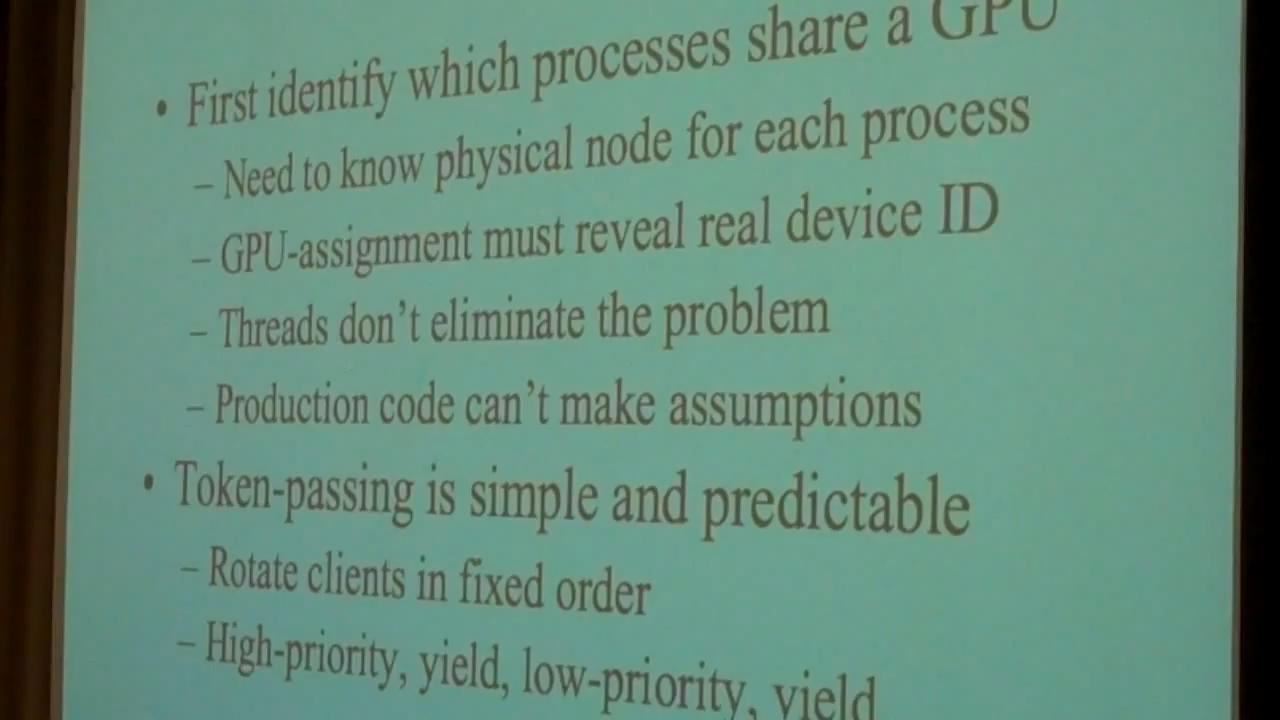 • First identify which processes share a GPU
– Need to know physical node for each process
– GPU-assignment must reveal real device ID
– Threads don't eliminate the problem
– Production code can't make assumptions
• Token-passing is simple and predictable
– Rotate clients in fixed order
– High-priority, yield, low-priority, yield